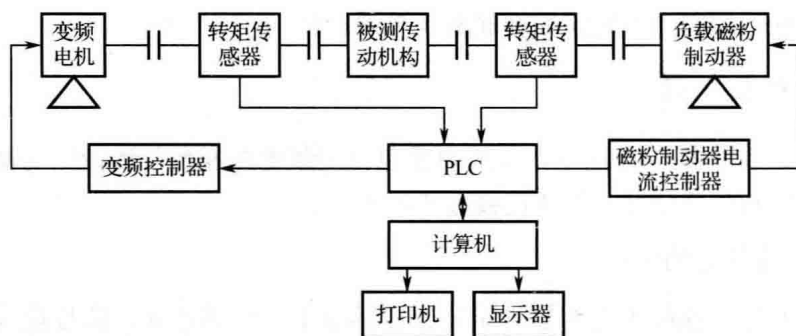 变频
电机
转矩传
感器
被测传
动机构
转矩传
感器
负载磁粉
制动器
变频控制器
PLC
磁粉制动器电
流控制器
计算机
打印机
显示器